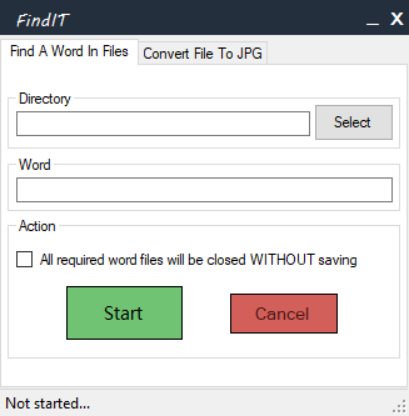 FindIT
_ X
Find A Word In Files
Convert File To JPG
Directory
Select
Word
Action
All required word files will be closed WITHOUT saving
Start
Cancel
Not started...